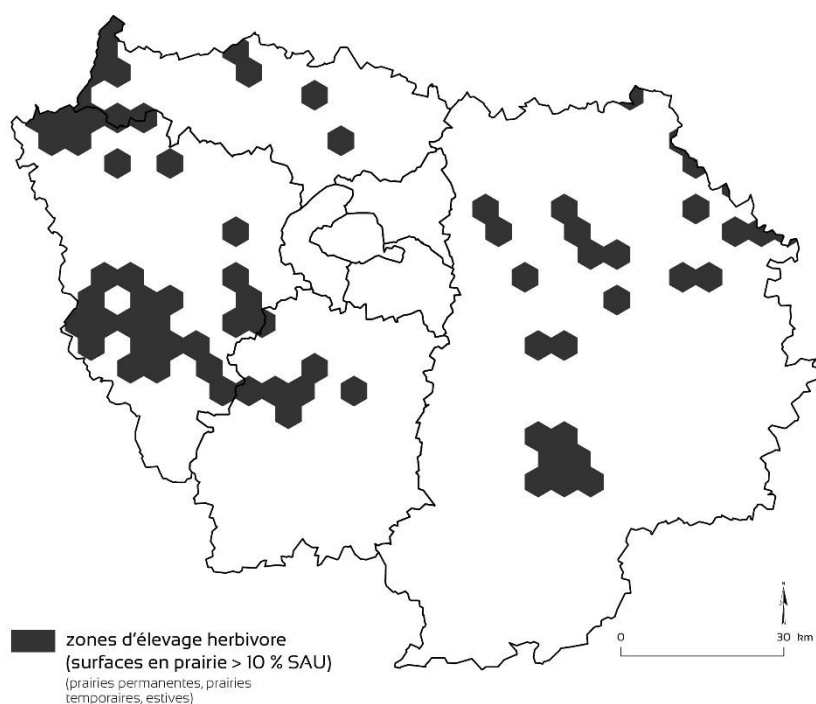 zones d'élevage herbivore
(surfaces en prairie > 10 % SAU)
(prairies permanentes, prairies
temporaires, estives)
N
0 30 km